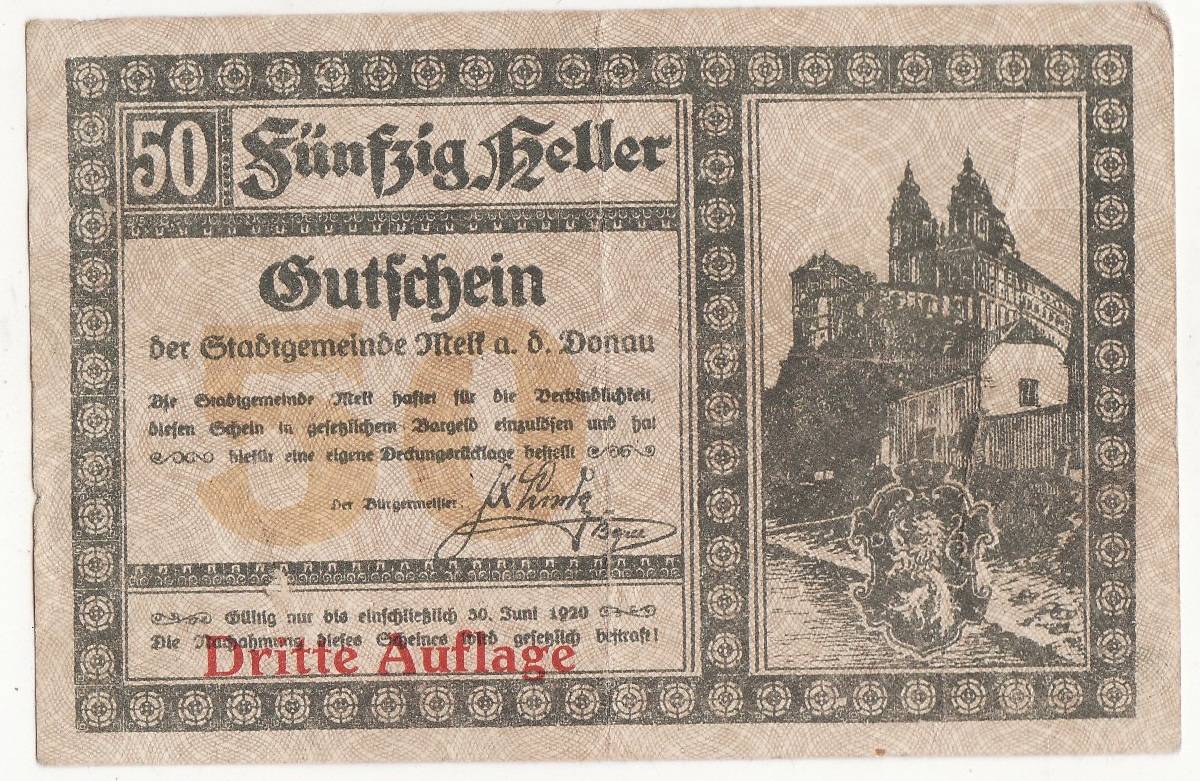 50 Fünfzig Heller
Gutschein
der Stadtgemeinde Melk a. d. Donau
50
Die Stadtgemeinde Melk haftet für die Verbindlichkeit,
diesen Schein in gesetzlichem Bargeld einzulösen und hat
hiefür eine eigene Deckungsrücklage bestellt
Der Bürgermeister:
Gültig nur bis einschließlich 30. Juni 1920
Die Nachahmung dieses Scheines wird gesetzlich bestraft!
Dritte Auflage